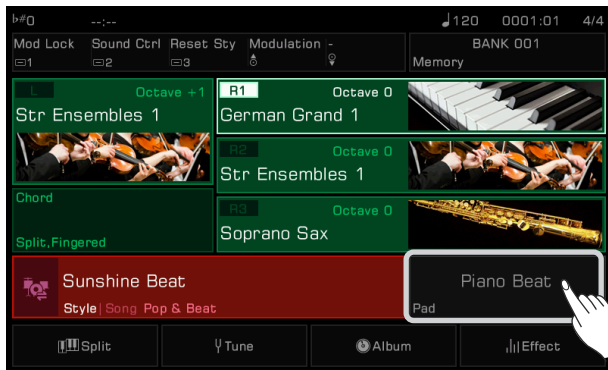 ♭#0 --:-- ♩120 0001:01 4/4
Mod Lock Sound Ctrl Reset Sty Modulation - BANK 001
1 2 3 Memory
L Octave +1
Str Ensembles 1
R1 Octave 0
German Grand 1
R2 Octave 0
Str Ensembles 1
R3 Octave 0
Soprano Sax
Chord
Split,Fingered
Sunshine Beat
Style|Song Pop & Beat
Piano Beat
Pad
Split Tune Album Effect